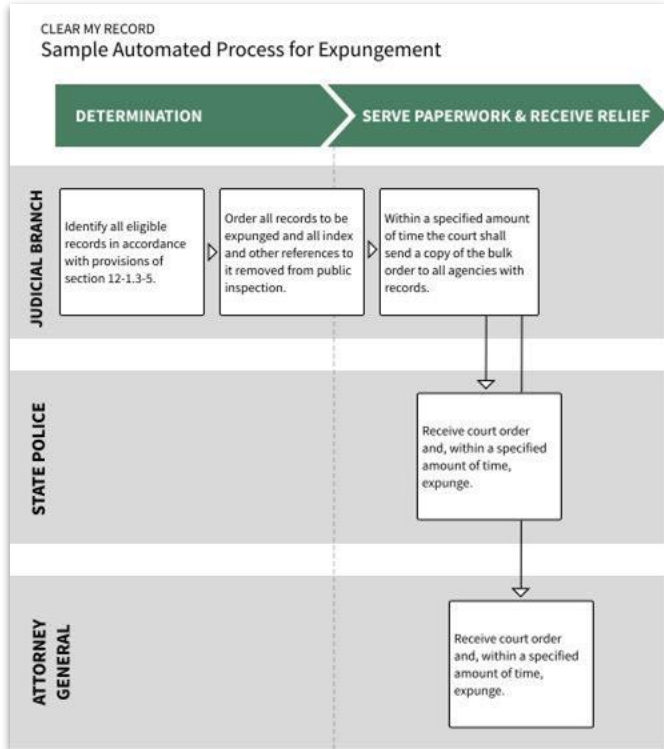 CLEAR MY RECORD
Sample Automated Process for Expungement
DETERMINATION
SERVE PAPERWORK & RECEIVE RELIEF
JUDICIAL BRANCH
Identify all eligible
records in accordance
with provisions of
section 12-1.3-5.
Order all records to be
expunged and all index
and other references to
it removed from public
inspection.
Within a specified amount
of time the court shall
send a copy of the bulk
order to all agencies with
records.
STATE POLICE
Receive court order
and, within a specified
amount of time,
expunge.
ATTORNEY
GENERAL
Receive court order
and, within a specified
amount of time,
expunge.